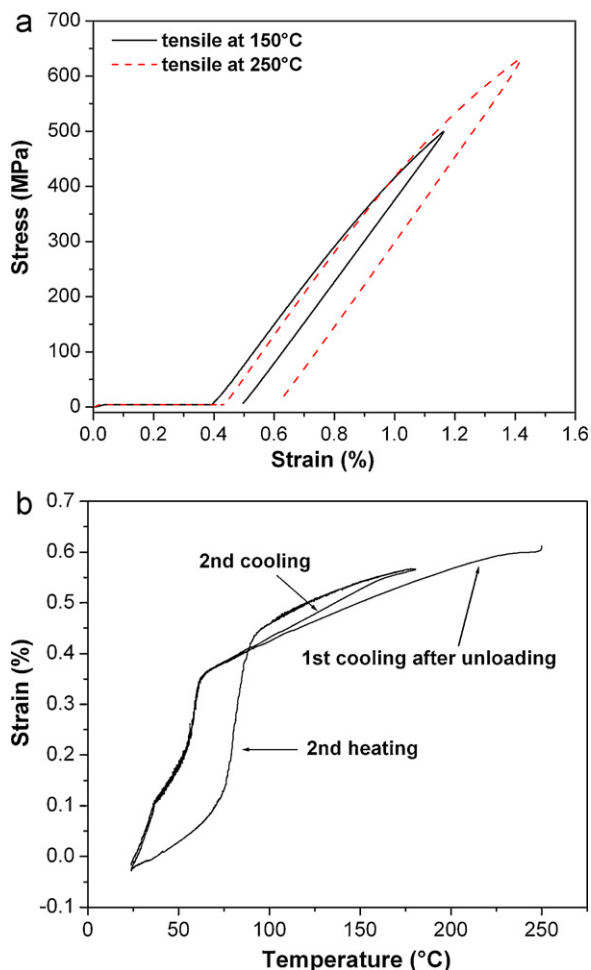 a
700
600
500
400
300
200
100
0
Stress (MPa)
tensile at 150°C
tensile at 250°C
0.0 0.2 0.4 0.6 0.8 1.0 1.2 1.4 1.6
Strain (%)
b
0.7
0.6
0.5
0.4
0.3
0.2
0.1
0.0
-0.1
Strain (%)
2nd cooling
1st cooling after unloading
2nd heating
0 50 100 150 200 250
Temperature (°C)